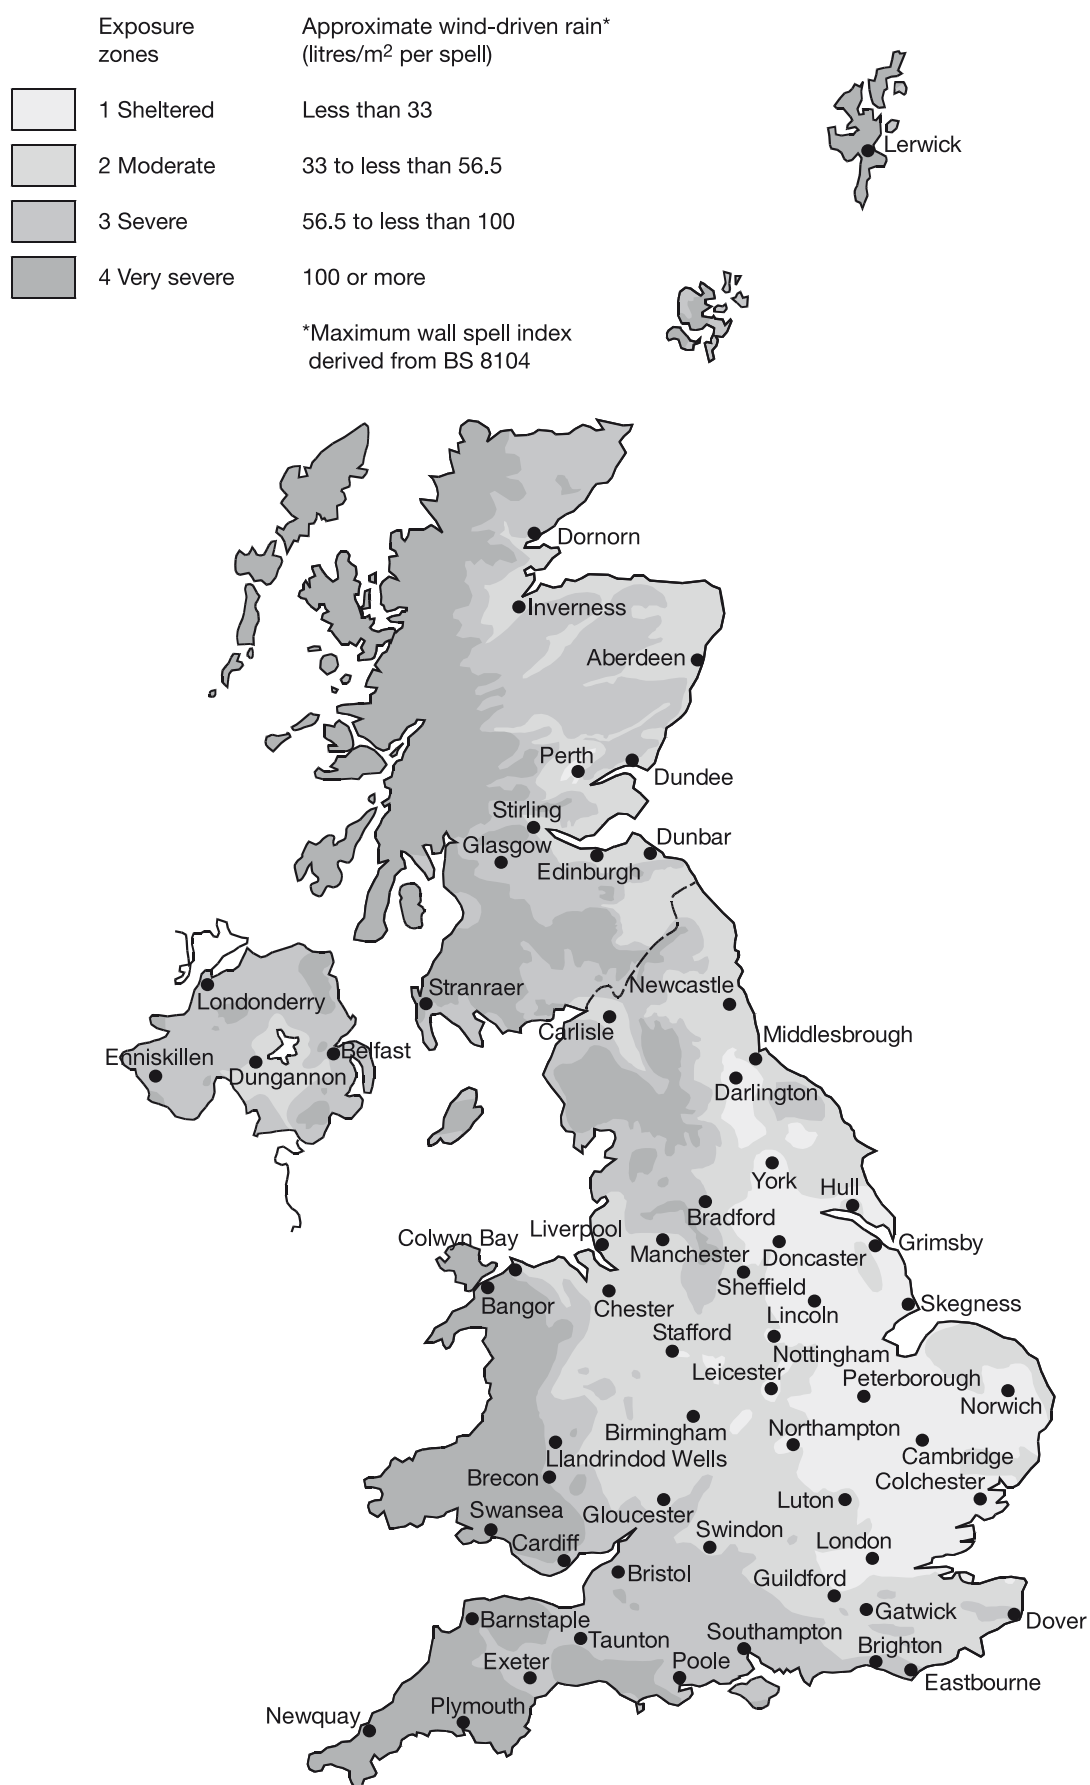 Exposure
zones
Approximate wind-driven rain*
(litres/m2 per spell)
1 Sheltered
Less than 33
2 Moderate
33 to less than 56.5
3 Severe
56.5 to less than 100
4 Very severe
100 or more
*Maximum wall spell index
derived from BS 8104
Lerwick
Dornorn
Inverness
Aberdeen
Perth
Dundee
Stirling
Glasgow
Dunbar
Edinburgh
Stranraer
Newcastle
Londonderry
Carlisle
Middlesbrough
Enniskillen
Belfast
Dungannon
Darlington
York
Hull
Bradford
Liverpool
Colwyn Bay
Manchester
Doncaster
Grimsby
Sheffield
Bangor
Chester
Lincoln
Skegness
Stafford
Nottingham
Leicester
Peterborough
Norwich
Birmingham
Northampton
Cambridge
Llandrindod Wells
Brecon
Colchester
Luton
Swansea
Gloucester
Swindon
Cardiff
London
Bristol
Guildford
Gatwick
Dover
Barnstaple
Taunton
Southampton
Brighton
Exeter
Poole
Eastbourne
Plymouth
Newquay